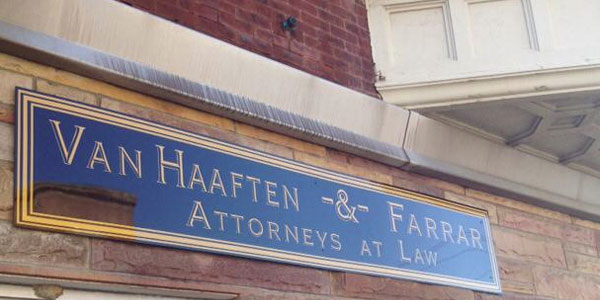 Van Haaften -&- Farrar
Attorneys at Law